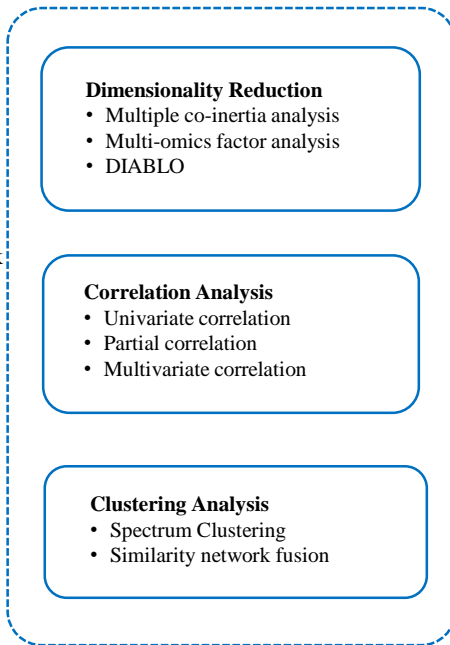 Dimensionality Reduction
• Multiple co-inertia analysis
• Multi-omics factor analysis
• DIABLO
Correlation Analysis
• Univariate correlation
• Partial correlation
• Multivariate correlation
Clustering Analysis
• Spectrum Clustering
• Similarity network fusion